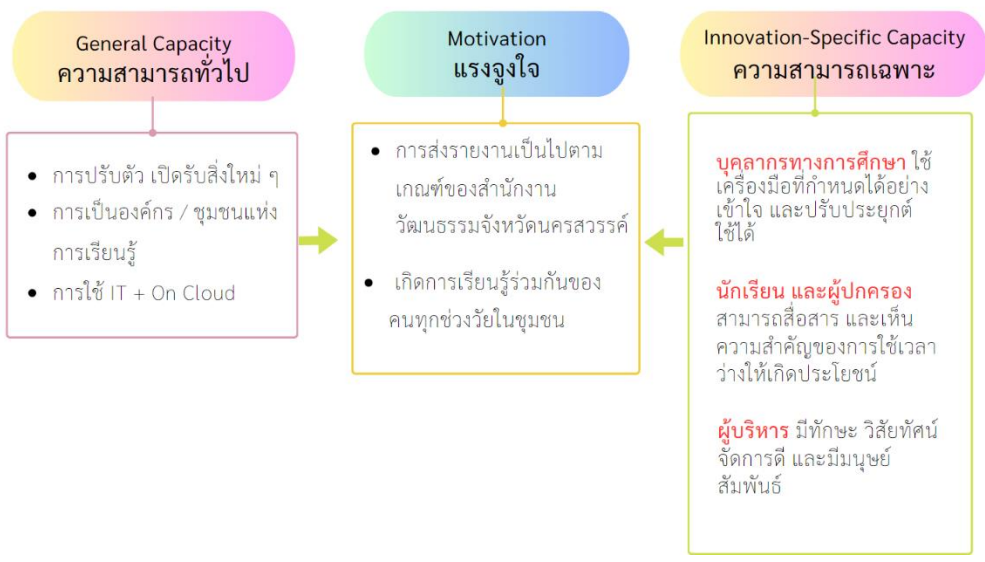 General Capacity
ความสามารถทั่วไป
การปรับตัว เปิดรับสิ่งใหม่ ๆ
การเป็นองค์กร / ชุมชนแห่ง
การเรียนรู้
การใช้ IT + On Cloud
Motivation
แรงจูงใจ
การส่งรายงานเป็นไปตาม
เกณฑ์ของสำนักงาน
วัฒนธรรมจังหวัดนครสวรรค์
เกิดการเรียนรู้ร่วมกันของ
คนทุกช่วงวัยในชุมชน
Innovation-Specific Capacity
ความสามารถเฉพาะ
บุคลากรทางการศึกษา ใช้
เครื่องมือที่กำหนดได้อย่าง
เข้าใจ และปรับประยุกต์
ใช้ได้
นักเรียน และผู้ปกครอง
สามารถสื่อสาร และเห็น
ความสำคัญของการใช้เวลา
ว่างให้เกิดประโยชน์
ผู้บริหาร มีทักษะ วิสัยทัศน์
จัดการดี และมีมนุษย์
สัมพันธ์